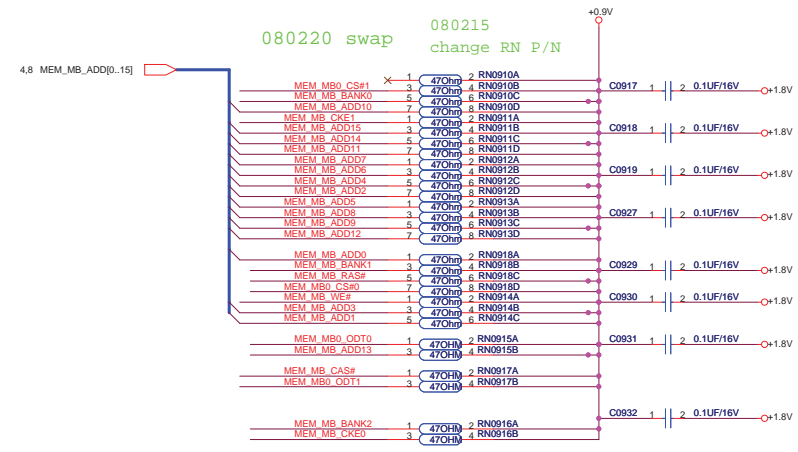 +0.9V
080220 swap
080215
change RN P/N
4,8 MEM_MB_ADD[0..15]
1 47Ohm 2 RN0910A
MEM_MB0_CS#1 3 47Ohm 4 RN0910B
MEM_MB_BANK0 5 47Ohm 6 RN0910C
MEM_MB_ADD10 7 47Ohm 8 RN0910D
MEM_MB_CKE1 1 47Ohm 2 RN0911A
MEM_MB_ADD15 3 47Ohm 4 RN0911B
MEM_MB_ADD14 5 47Ohm 6 RN0911C
MEM_MB_ADD11 7 47Ohm 8 RN0911D
MEM_MB_ADD7 1 47Ohm 2 RN0912A
MEM_MB_ADD6 3 47Ohm 4 RN0912B
MEM_MB_ADD4 5 47Ohm 6 RN0912C
MEM_MB_ADD2 7 47Ohm 8 RN0912D
MEM_MB_ADD5 1 47Ohm 2 RN0913A
MEM_MB_ADD8 3 47Ohm 4 RN0913B
MEM_MB_ADD9 5 47Ohm 6 RN0913C
MEM_MB_ADD12 7 47Ohm 8 RN0913D
MEM_MB_ADD0 1 47Ohm 2 RN0918A
MEM_MB_BANK1 3 47Ohm 4 RN0918B
MEM_MB_RAS# 5 47Ohm 6 RN0918C
MEM_MB0_CS#0 7 47Ohm 8 RN0918D
MEM_MB_WE# 1 47Ohm 2 RN0914A
MEM_MB_ADD3 3 47Ohm 4 RN0914B
MEM_MB_ADD1 5 47Ohm 6 RN0914C
MEM_MB0_ODT0 1 47OHM 2 RN0915A
MEM_MB_ADD13 3 47OHM 4 RN0915B
MEM_MB_CAS# 1 47OHM 2 RN0917A
MEM_MB0_ODT1 3 47OHM 4 RN0917B
MEM_MB_BANK2 1 47OHM 2 RN0916A
MEM_MB_CKE0 3 47OHM 4 RN0916B
C0917 1 2 0.1UF/16V +1.8V
C0918 1 2 0.1UF/16V +1.8V
C0919 1 2 0.1UF/16V +1.8V
C0927 1 2 0.1UF/16V +1.8V
C0929 1 2 0.1UF/16V +1.8V
C0930 1 2 0.1UF/16V +1.8V
C0931 1 2 0.1UF/16V +1.8V
C0932 1 2 0.1UF/16V +1.8V